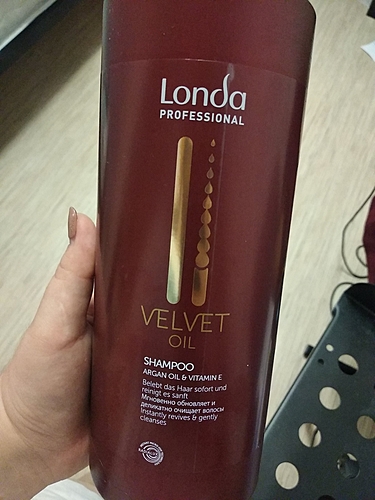 Londa
PROFESSIONAL
VELVET
OIL
SHAMPOO
ARGAN OIL & VITAMIN E
Belebt das Haar sofort und
reinigt es sanft
Мгновенно обновляет и
деликатно очищает волосы
Instantly revives & gently
cleanses